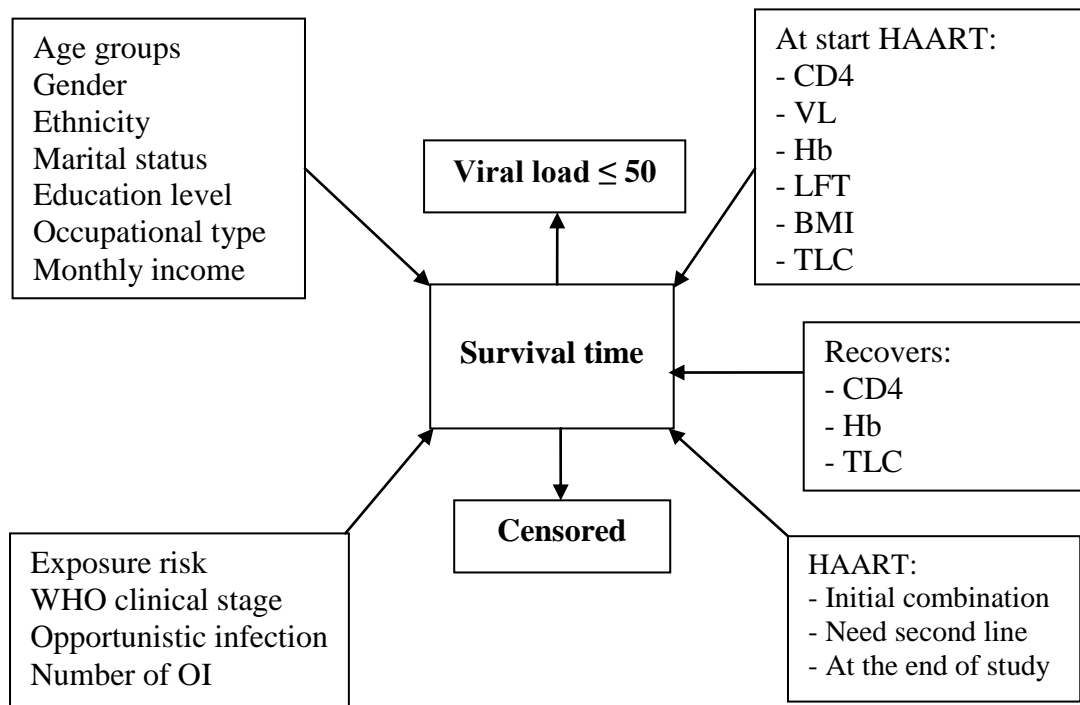 Age groups
Gender
Ethnicity
Marital status
Education level
Occupational type
Monthly income
At start HAART:
- CD4
- VL
- Hb
- LFT
- BMI
- TLC
Viral load ≤ 50
Survival time
Recovers:
- CD4
- Hb
- TLC
Censored
Exposure risk
WHO clinical stage
Opportunistic infection
Number of OI
HAART:
- Initial combination
- Need second line
- At the end of study